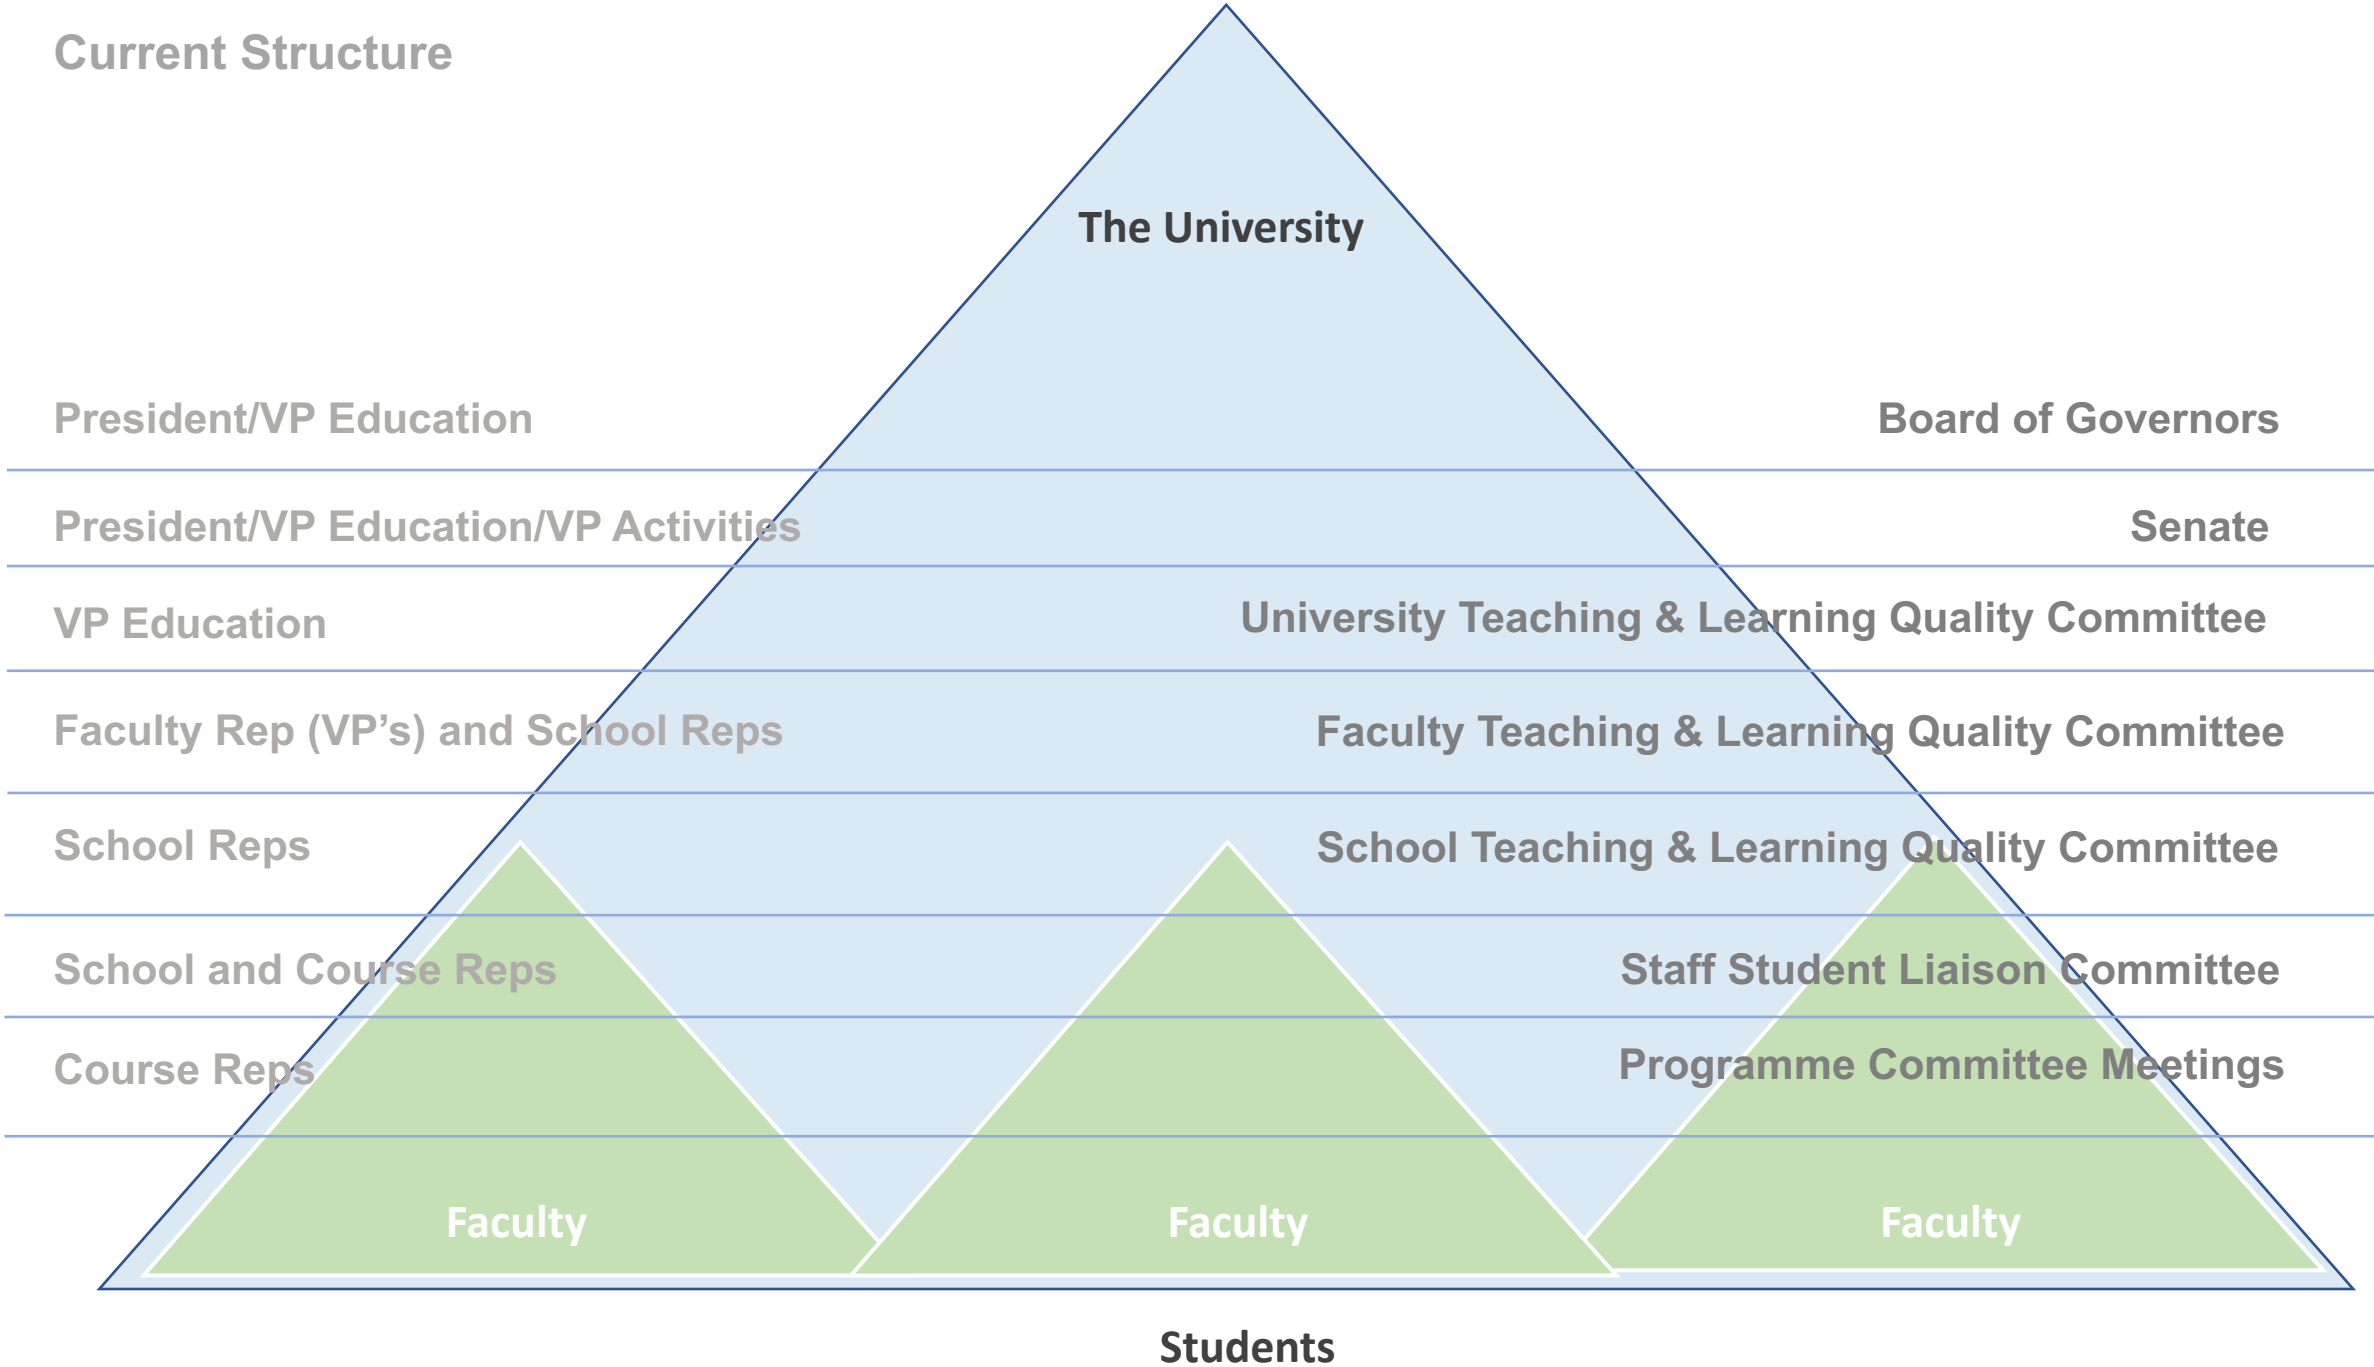 Current Structure
The University
President/VP Education
Board of Governors
President/VP Education/VP Activities
Senate
VP Education
University Teaching & Learning Quality Committee
Faculty Rep (VP’s) and School Reps
Faculty Teaching & Learning Quality Committee
School Reps
School Teaching & Learning Quality Committee
School and Course Reps
Staff Student Liaison Committee
Course Reps
Programme Committee Meetings
Faculty
Faculty
Faculty
Students